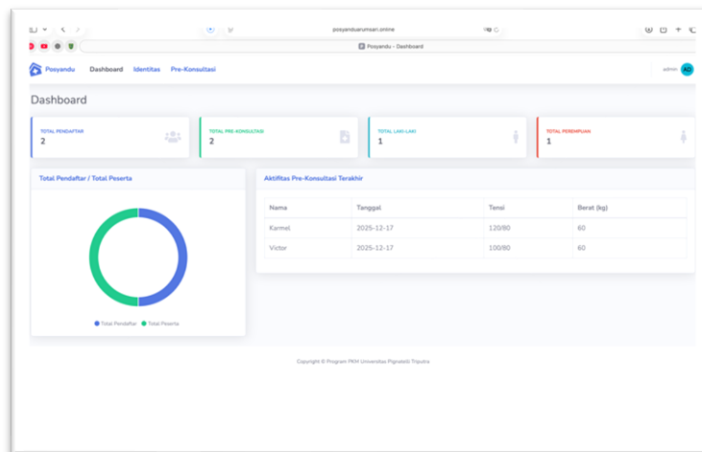 posyanduarumsari.online
Posyandu - Dashboard
Posyandu Dashboard Identitas Pre-Konsultasi admin
Dashboard
TOTAL PENDAFTAR
2
TOTAL PRE-KONSULTASI
2
TOTAL LAKI-LAKI
1
TOTAL PEREMPUAN
1
Total Pendaftar / Total Peserta
Total Pendaftar Total Peserta
Aktifitas Pre-Konsultasi Terakhir
Nama Tanggal Tensi Berat (kg)
Karmel 2025-12-17 120/80 60
Victor 2025-12-17 100/80 60
Copyright © Program PKM Universitas Pignatelli Triputra